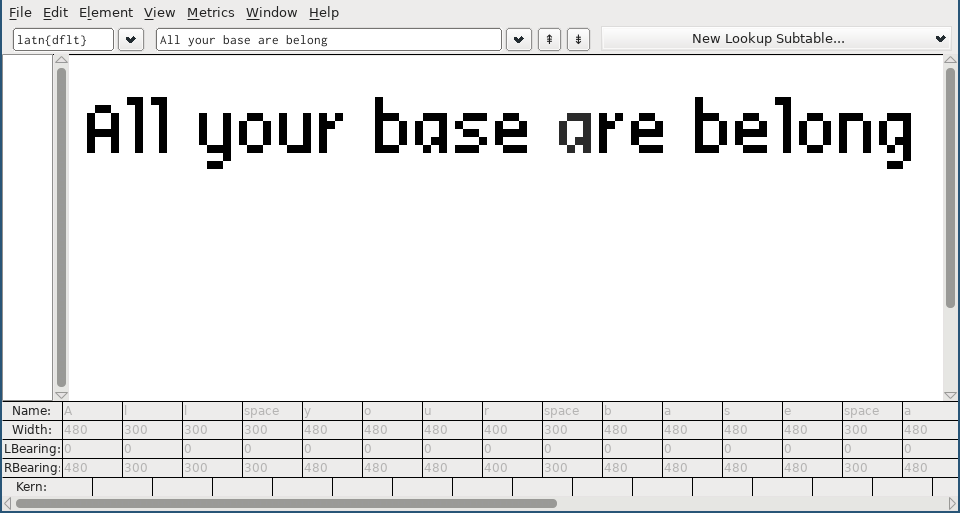 File Edit Element View Metrics Window Help
latn{dflt} All your base are belong New Lookup Subtable...
All your base are belong
Name: A l l space y o u r space b a s e space a
Width: 480 300 300 300 480 480 480 400 300 480 480 480 480 300 480
LBearing: 0 0 0 0 0 0 0 0 0 0 0 0 0 0 0
RBearing: 480 300 300 300 480 480 480 400 300 480 480 480 480 300 480
Kern: